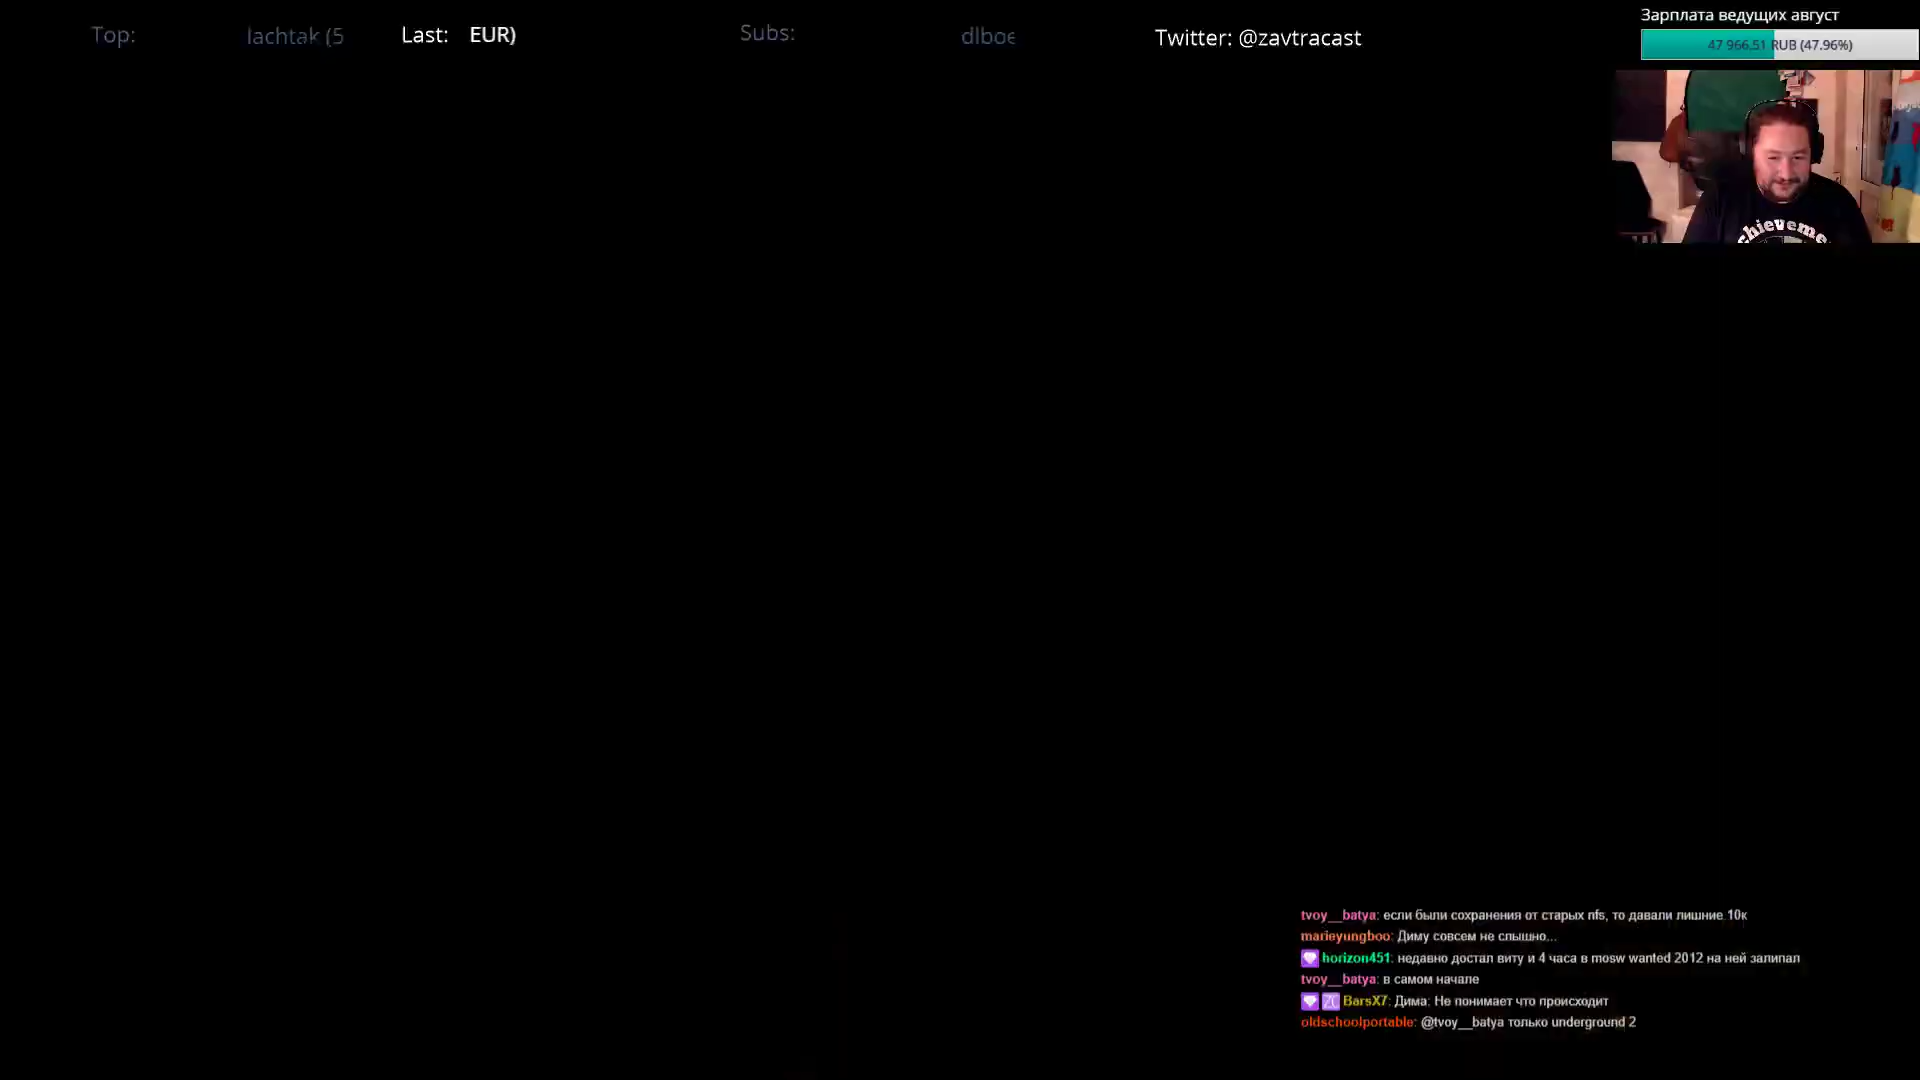 Top:
lachtak (5
Last:
EUR)
Subs:
dlboe
Twitter: @zavtracast
Зарплата ведущих август
47 966.51 RUB (47.96%)
chieveme
tvoy__batya: если были сохранения от старых nfs, то давали лишние 10к
marieyungboo: Диму совсем не слышно...
horizon451: недавно достал виту и 4 часа в mosw wanted 2012 на ней залипал
tvoy__batya: в самом начале
ZC BarsX7: Дима: Не понимает что происходит
oldschoolportable: @tvoy__batya только underground 2